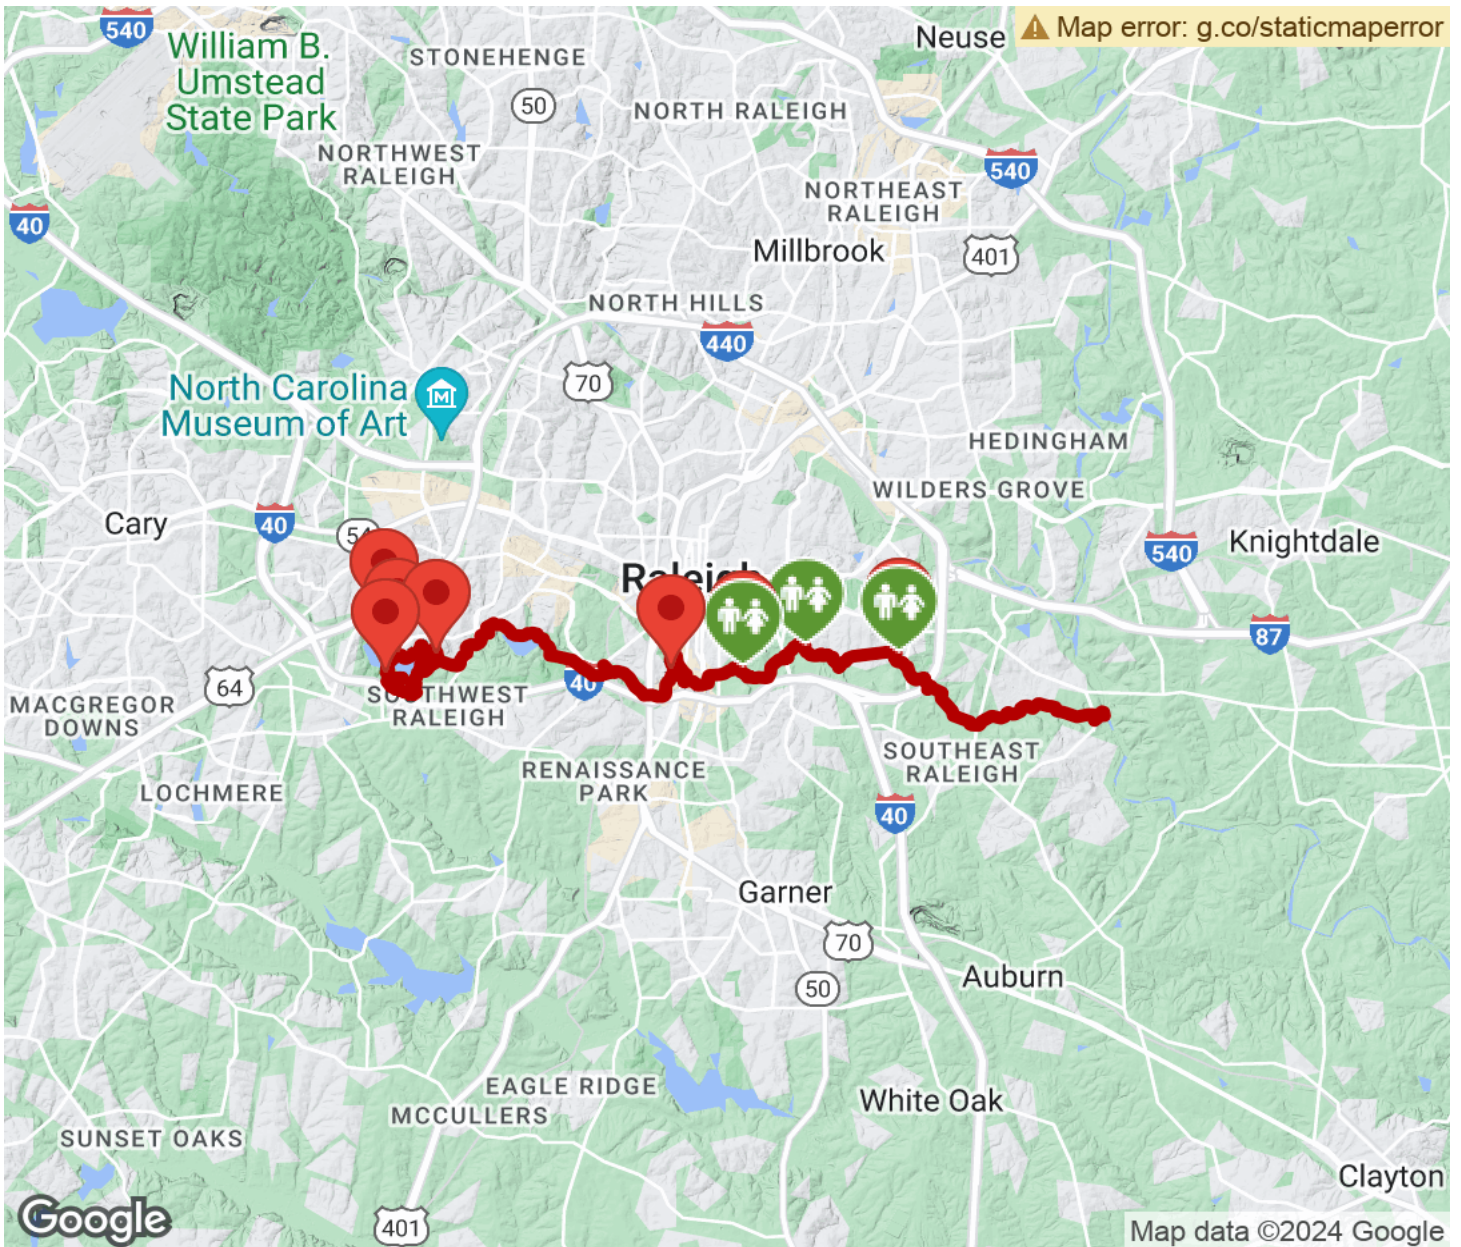 540
William B.
Umstead
State Park
STONEHENGE
Neuse
Map error: g.co/staticmaperror
50
NORTH RALEIGH
NORTHWEST
RALEIGH
540
NORTHEAST
RALEIGH
40
Millbrook
401
NORTH HILLS
440
70
North Carolina
Museum of Art
M
HEDINGHAM
WILDERS GROVE
Cary
40
54
Knightdale
540
Raleigh
87
64
40
SOUTHWEST
RALEIGH
MACGREGOR
DOWNS
SOUTHEAST
RALEIGH
RENAISSANCE
PARK
LOCHMERE
40
Garner
70
Auburn
50
EAGLE RIDGE
MCCULLERS
White Oak
SUNSET OAKS
Clayton
Google
401
Map data ©2024 Google